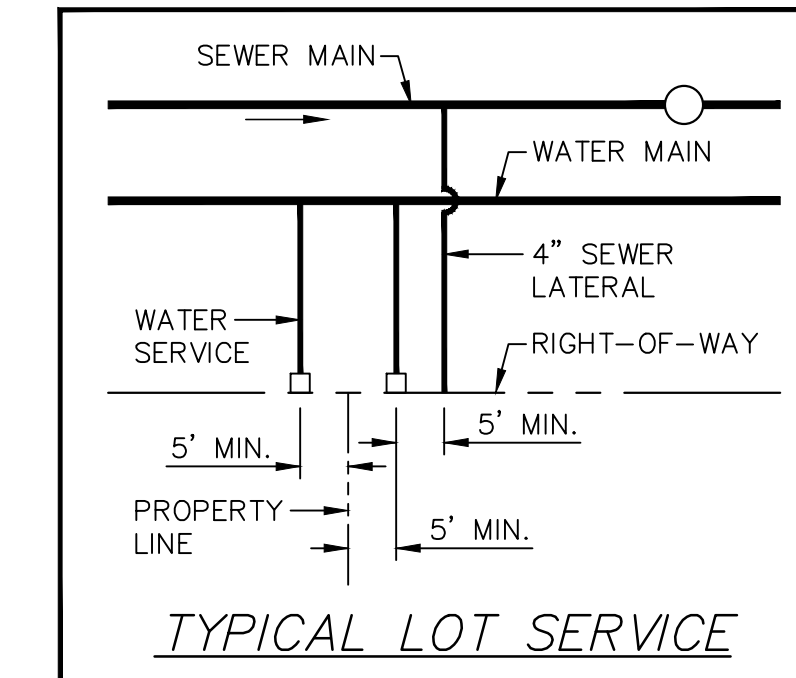 SEWER MAIN
WATER MAIN
4” SEWER
LATERAL
WATER
SERVICE
RIGHT-OF-WAY
5' MIN.
5' MIN.
PROPERTY
LINE
5' MIN.
TYPICAL LOT SERVICE